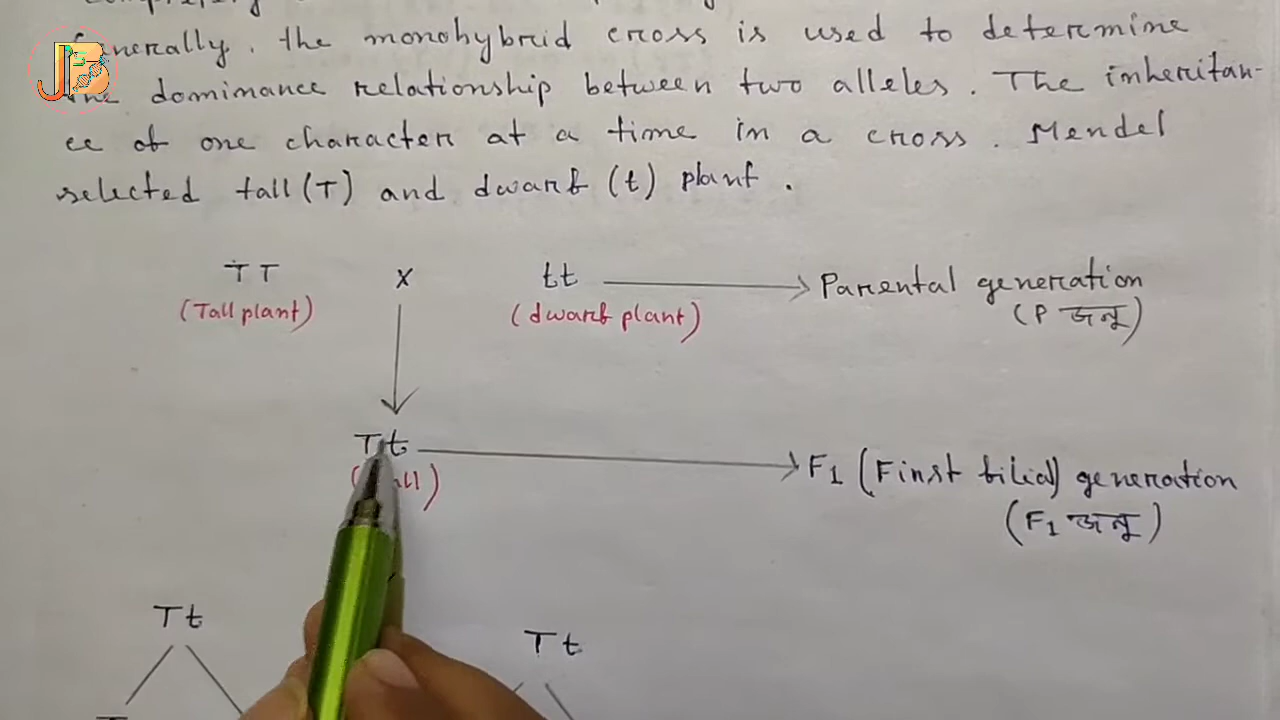 Generally, the monohybrid cross is used to determine
the dominance relationship between two alleles. The inheritan-
ce of one character at a time in a cross. Mendel
selected tall (T) and dwarf (t) plant.
TT x tt Parental generation
(Tall plant) (dwarf plant) (P जनू)
Tt F1 (First filial) generation
(F1 जनू)
Tt Tt
JPB